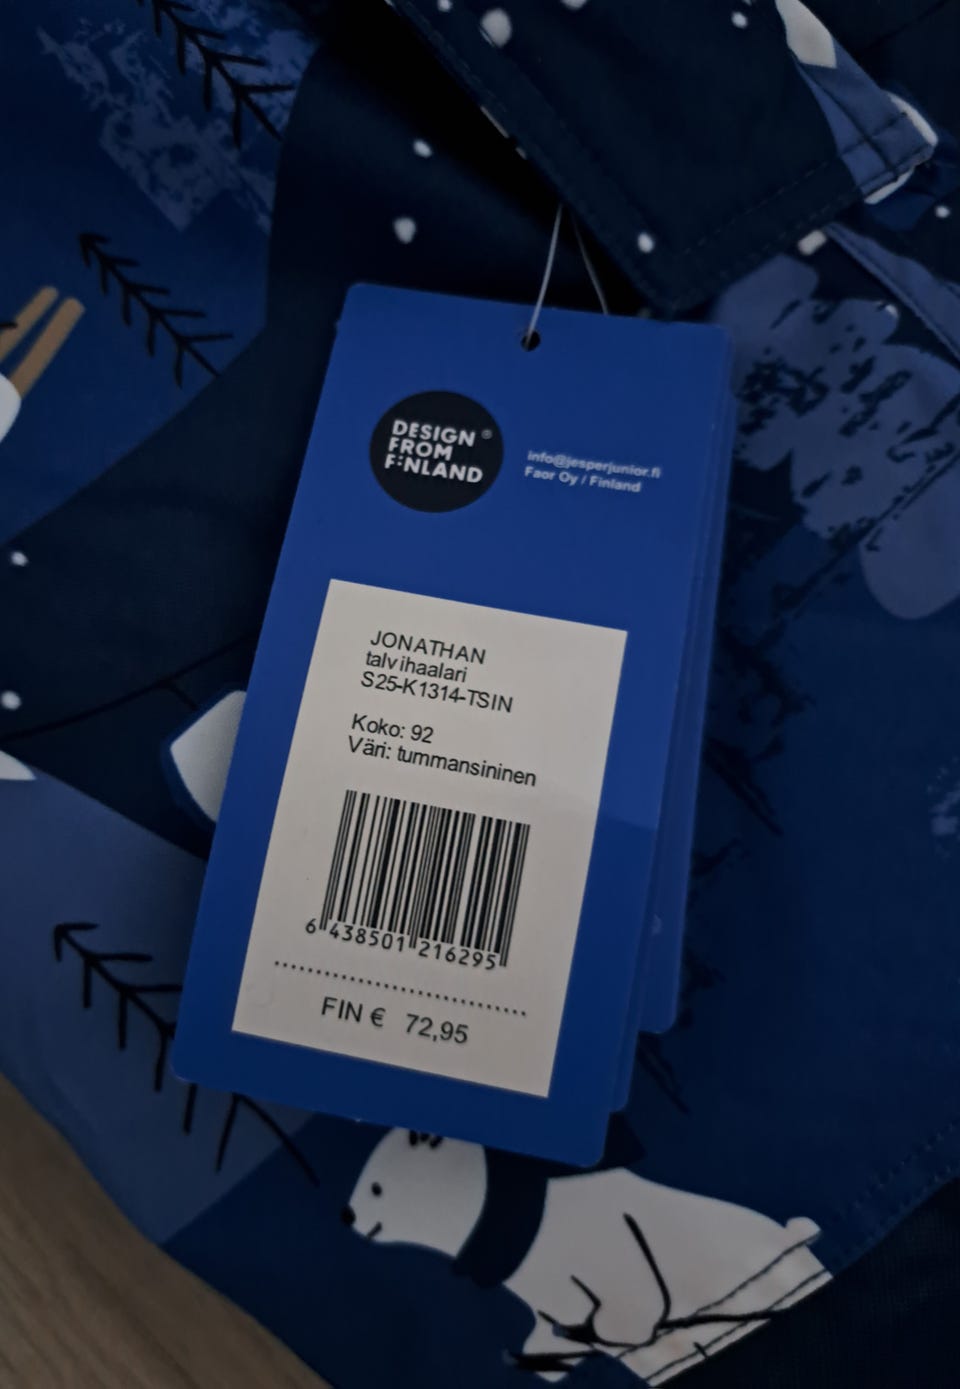 DESIGN ®
FROM
FINLAND
info@jesperjunior.fi
Faor Oy / Finland
JONATHAN
talvihaalari
S25-K1314-TSIN
Koko: 92
Väri: tummansininen
6 438501 216295
FIN € 72,95